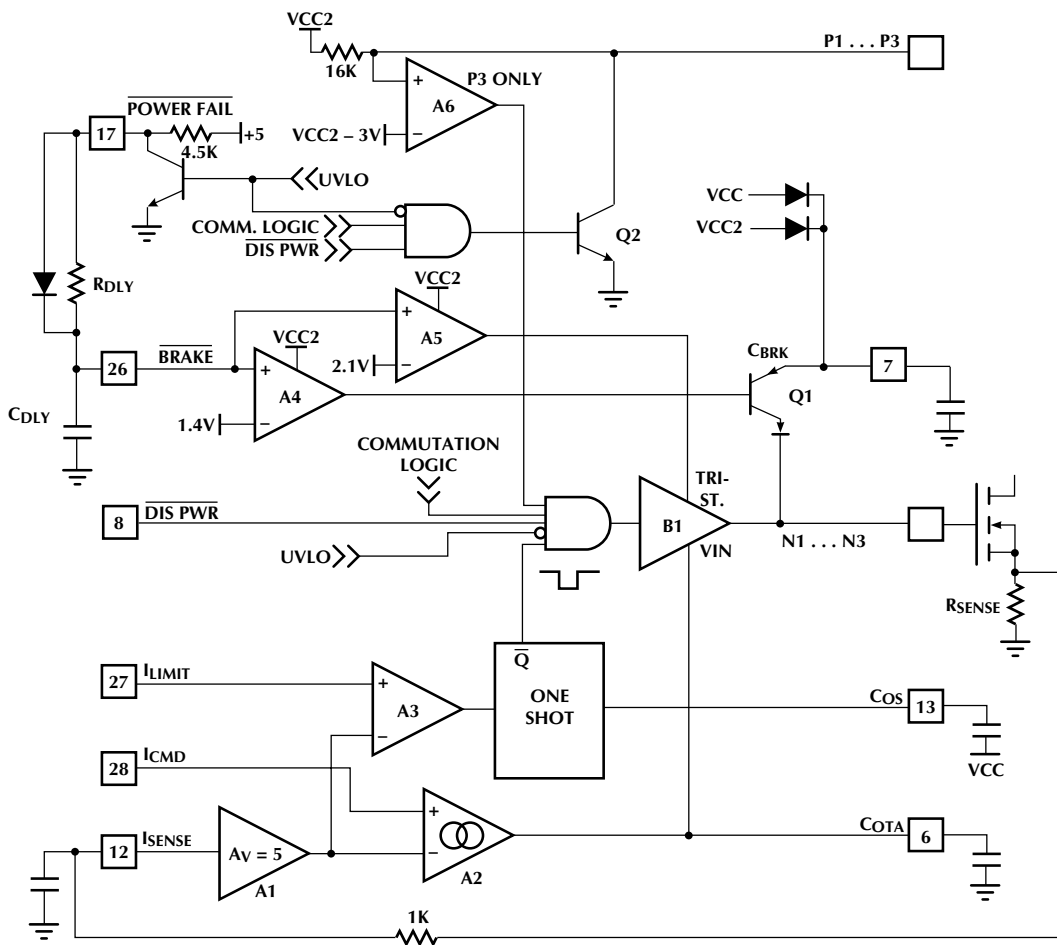 VCC2
16K
P1 . . . P3
P3 ONLY
+
A6
–
VCC2 – 3V
POWER FAIL
17
+5
4.5K
UVLO
COMM. LOGIC
DIS PWR
Q2
VCC
VCC2
RDLY
VCC2
+
A5
–
2.1V
26
BRAKE
VCC2
+
A4
–
1.4V
CBRK
7
Q1
CDLY
COMMUTATION
LOGIC
TRI-
ST.
8
DIS PWR
B1
VIN
N1 . . . N3
UVLO
RSENSE
Q
ONE
SHOT
27
ILIMIT
+
A3
–
COS
13
VCC
28
ICMD
+
–
A2
COTA
6
12
ISENSE
AV = 5
A1
1K